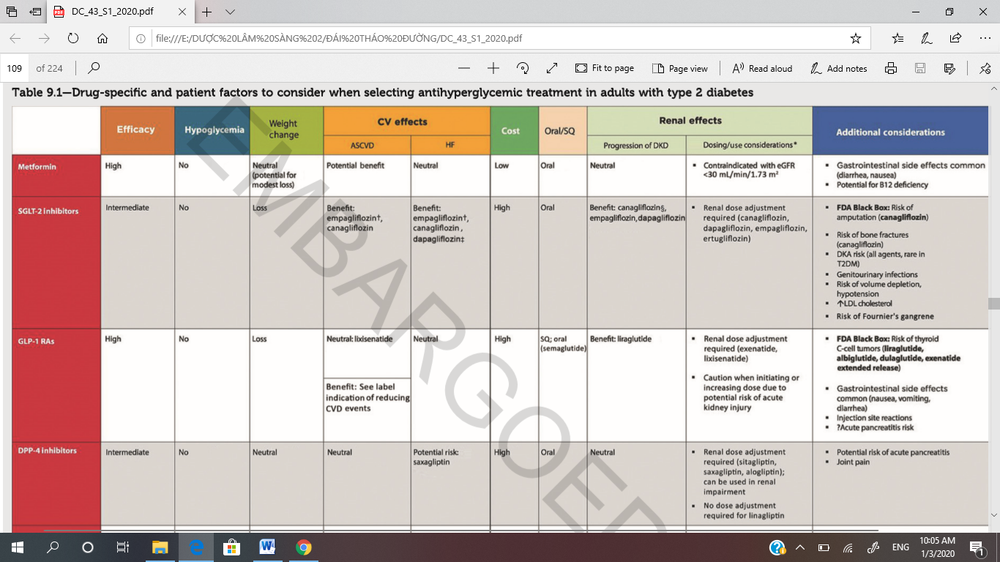 DC_43_S1_2020.pdf
file:///E:/DƯỢC%20LÂM%20SÀNG%202/ĐÁI%20THÁO%20ĐƯỜNG/DC_43_S1_2020.pdf
109 of 224
Fit to page
Page view
Read aloud
Add notes
Table 9.1—Drug-specific and patient factors to consider when selecting antihyperglycemic treatment in adults with type 2 diabetes
Efficacy
Hypoglycemia
Weight
change
CV effects
ASCVD
HF
Cost
Oral/SQ
Renal effects
Progression of DKD
Dosing/use considerations*
Additional considerations
Metformin
High
No
Neutral
(potential for
modest loss)
Potential benefit
Neutral
Low
Oral
Neutral
▪ Contraindicated with eGFR
<30 mL/min/1.73 m²
▪ Gastrointestinal side effects common
(diarrhea, nausea)
▪ Potential for B12 deficiency
SGLT-2 inhibitors
Intermediate
No
Loss
Benefit:
empagliflozin†,
canagliflozin
Benefit:
empagliflozin†,
canagliflozin ,
dapagliflozin‡
High
Oral
Benefit: canagliflozin§,
empagliflozin,dapagliflozin
▪ Renal dose adjustment
required (canagliflozin,
dapagliflozin, empagliflozin,
ertugliflozin)
▪ FDA Black Box: Risk of
amputation (canagliflozin)
▪ Risk of bone fractures
(canagliflozin)
▪ DKA risk (all agents, rare in
T2DM)
▪ Genitourinary infections
▪ Risk of volume depletion,
hypotension
▪ ↑LDL cholesterol
▪ Risk of Fournier's gangrene
GLP-1 RAs
High
No
Loss
Neutral: lixisenatide
Benefit: See label
indication of reducing
CVD events
Neutral
High
SQ; oral
(semaglutide)
Benefit: liraglutide
▪ Renal dose adjustment
required (exenatide,
lixisenatide)
▪ Caution when initiating or
increasing dose due to
potential risk of acute
kidney injury
▪ FDA Black Box: Risk of thyroid
C-cell tumors (liraglutide,
albiglutide, dulaglutide, exenatide
extended release)
▪ Gastrointestinal side effects
common (nausea, vomiting,
diarrhea)
▪ Injection site reactions
▪ ?Acute pancreatitis risk
DPP-4 inhibitors
Intermediate
No
Neutral
Neutral
Potential risk:
saxagliptin
High
Oral
Neutral
▪ Renal dose adjustment
required (sitagliptin,
saxagliptin, alogliptin);
can be used in renal
impairment
▪ No dose adjustment
required for linagliptin
▪ Potential risk of acute pancreatitis
▪ Joint pain
EMBARGOED
ENG
10:05 AM
1/3/2020
1